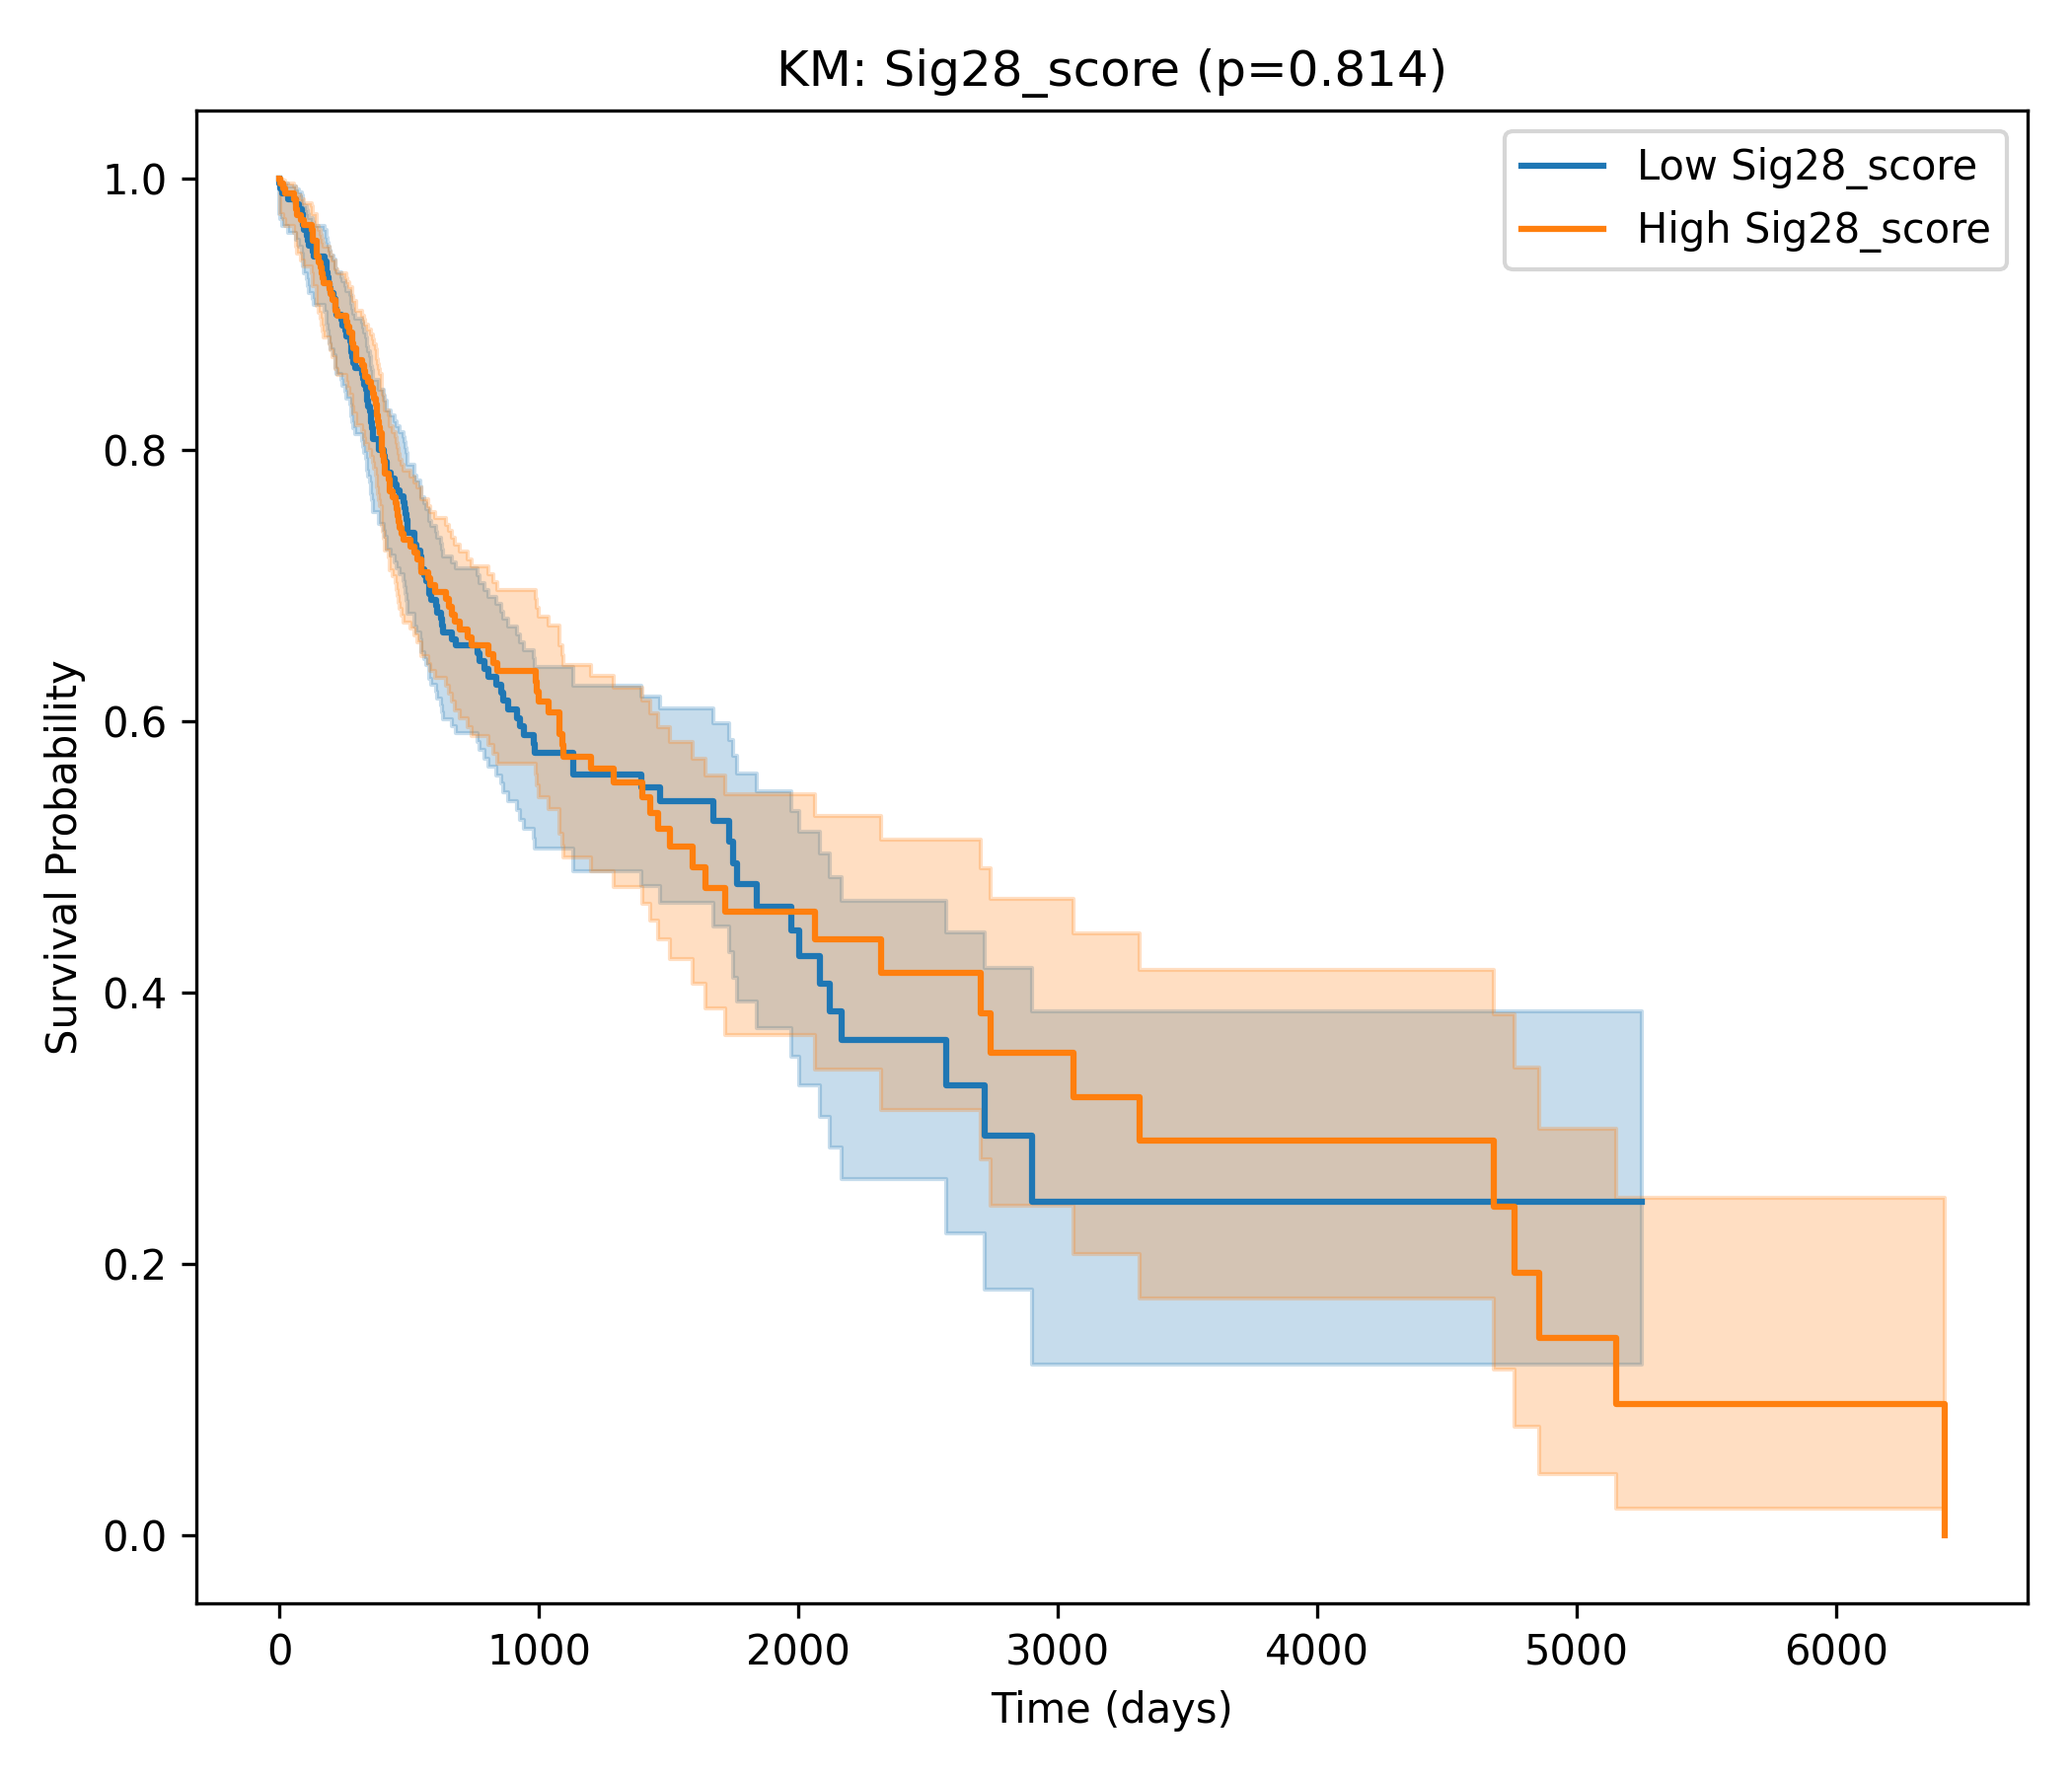 KM: Sig28_score (p=0.814)
Low Sig28_score
High Sig28_score
Survival Probability
1.0
0.8
0.6
0.4
0.2
0.0
0 1000 2000 3000 4000 5000 6000
Time (days)